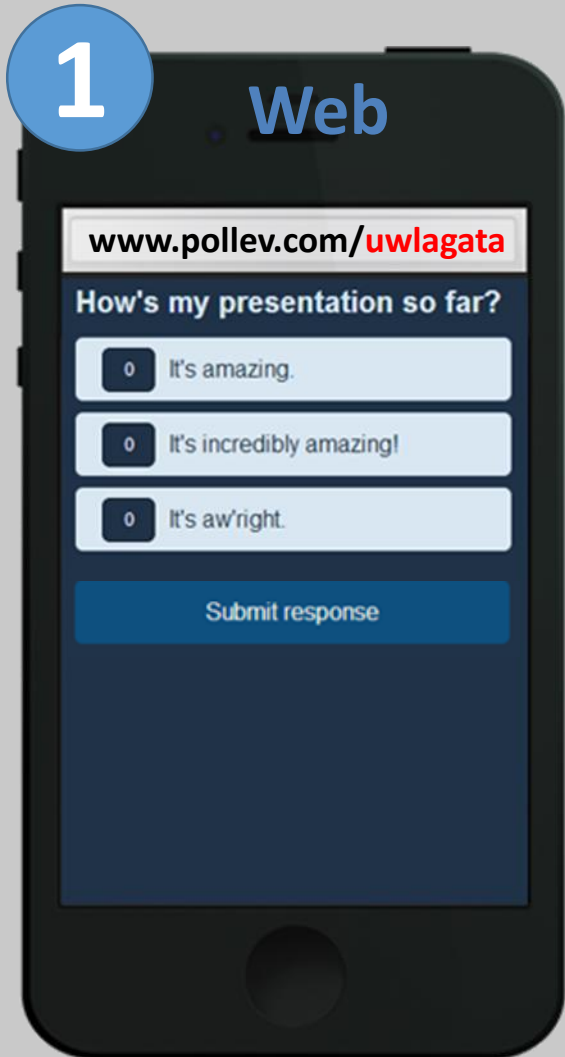 1
Web
www.pollev.com/uwlagata
How's my presentation so far?
0 It's amazing.
0 It's incredibly amazing!
0 It's aw'right.
Submit response